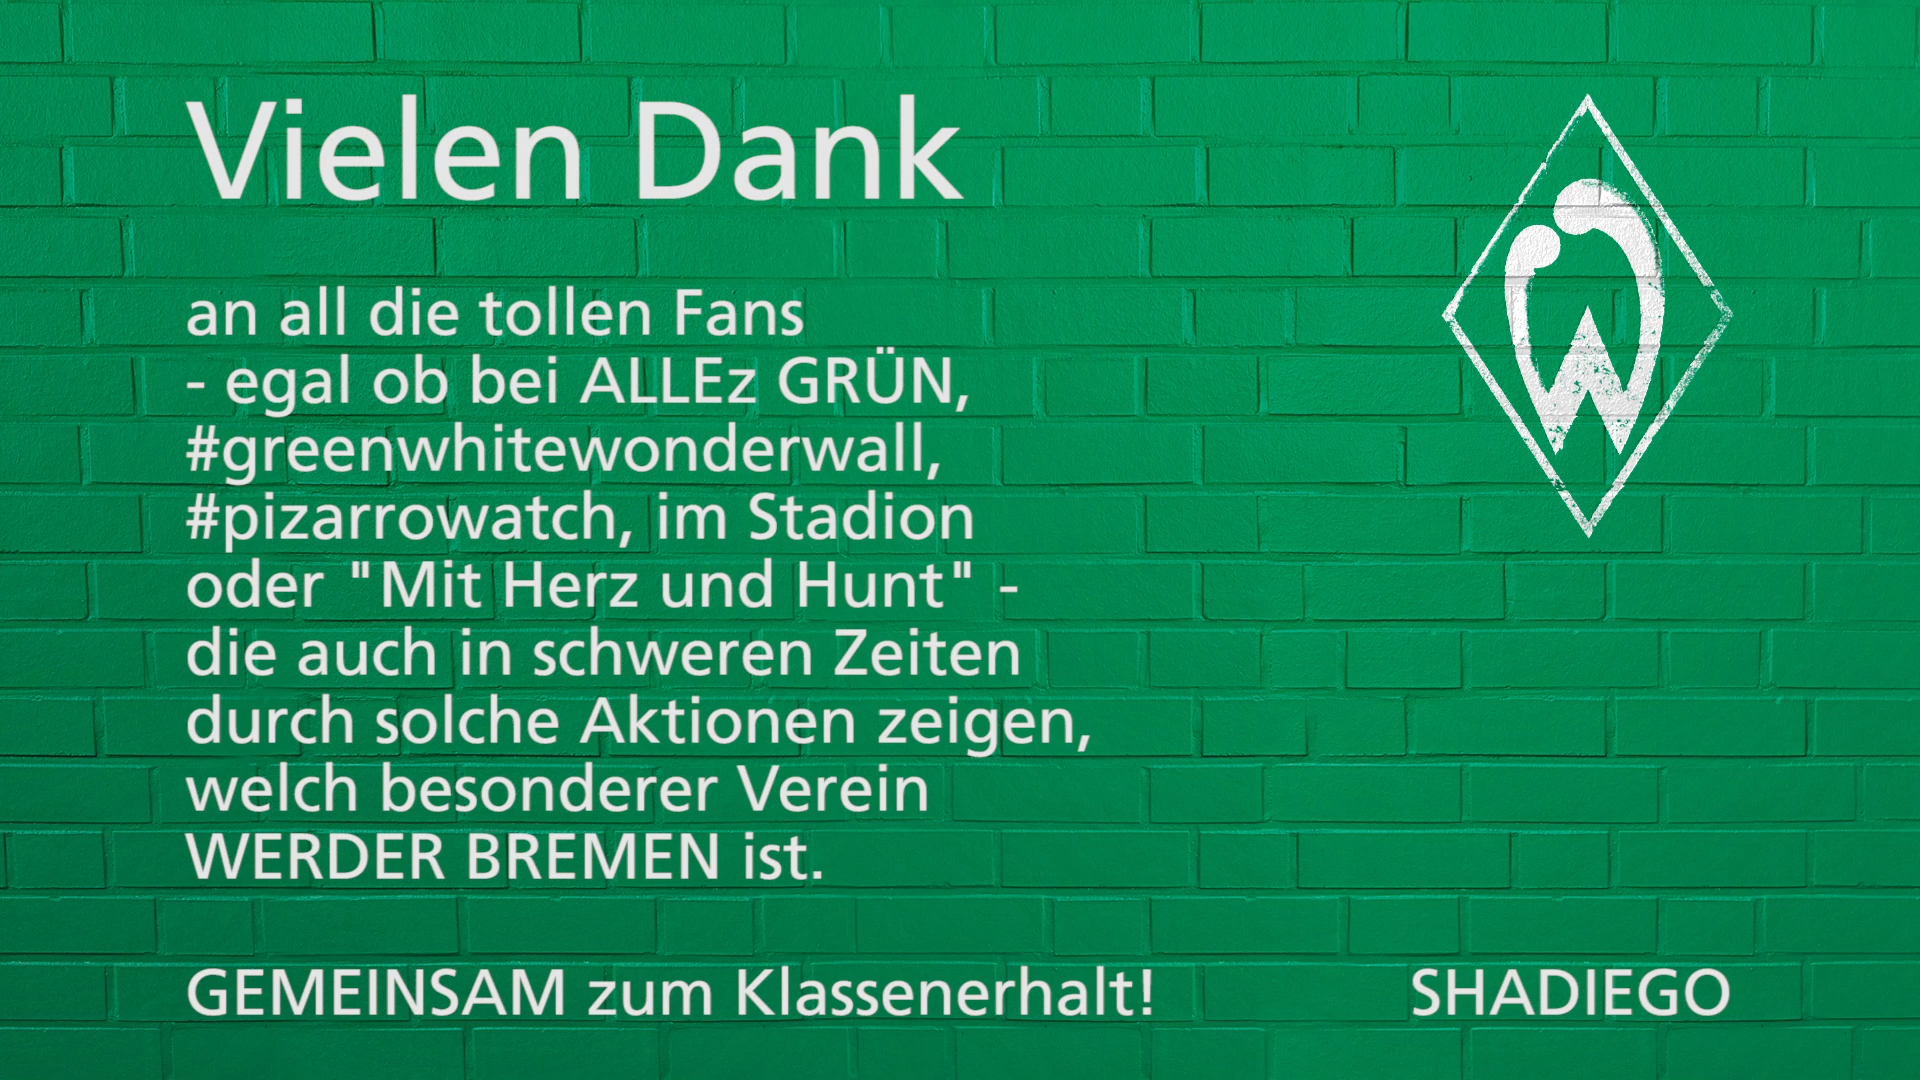 Vielen Dank
an all die tollen Fans
- egal ob bei ALLEz GRÜN,
#greenwhitewonderwall,
#pizarrowatch, im Stadion
oder "Mit Herz und Hunt" -
die auch in schweren Zeiten
durch solche Aktionen zeigen,
welch besonderer Verein
WERDER BREMEN ist.
GEMEINSAM zum Klassenerhalt!
SHADIEGO
W